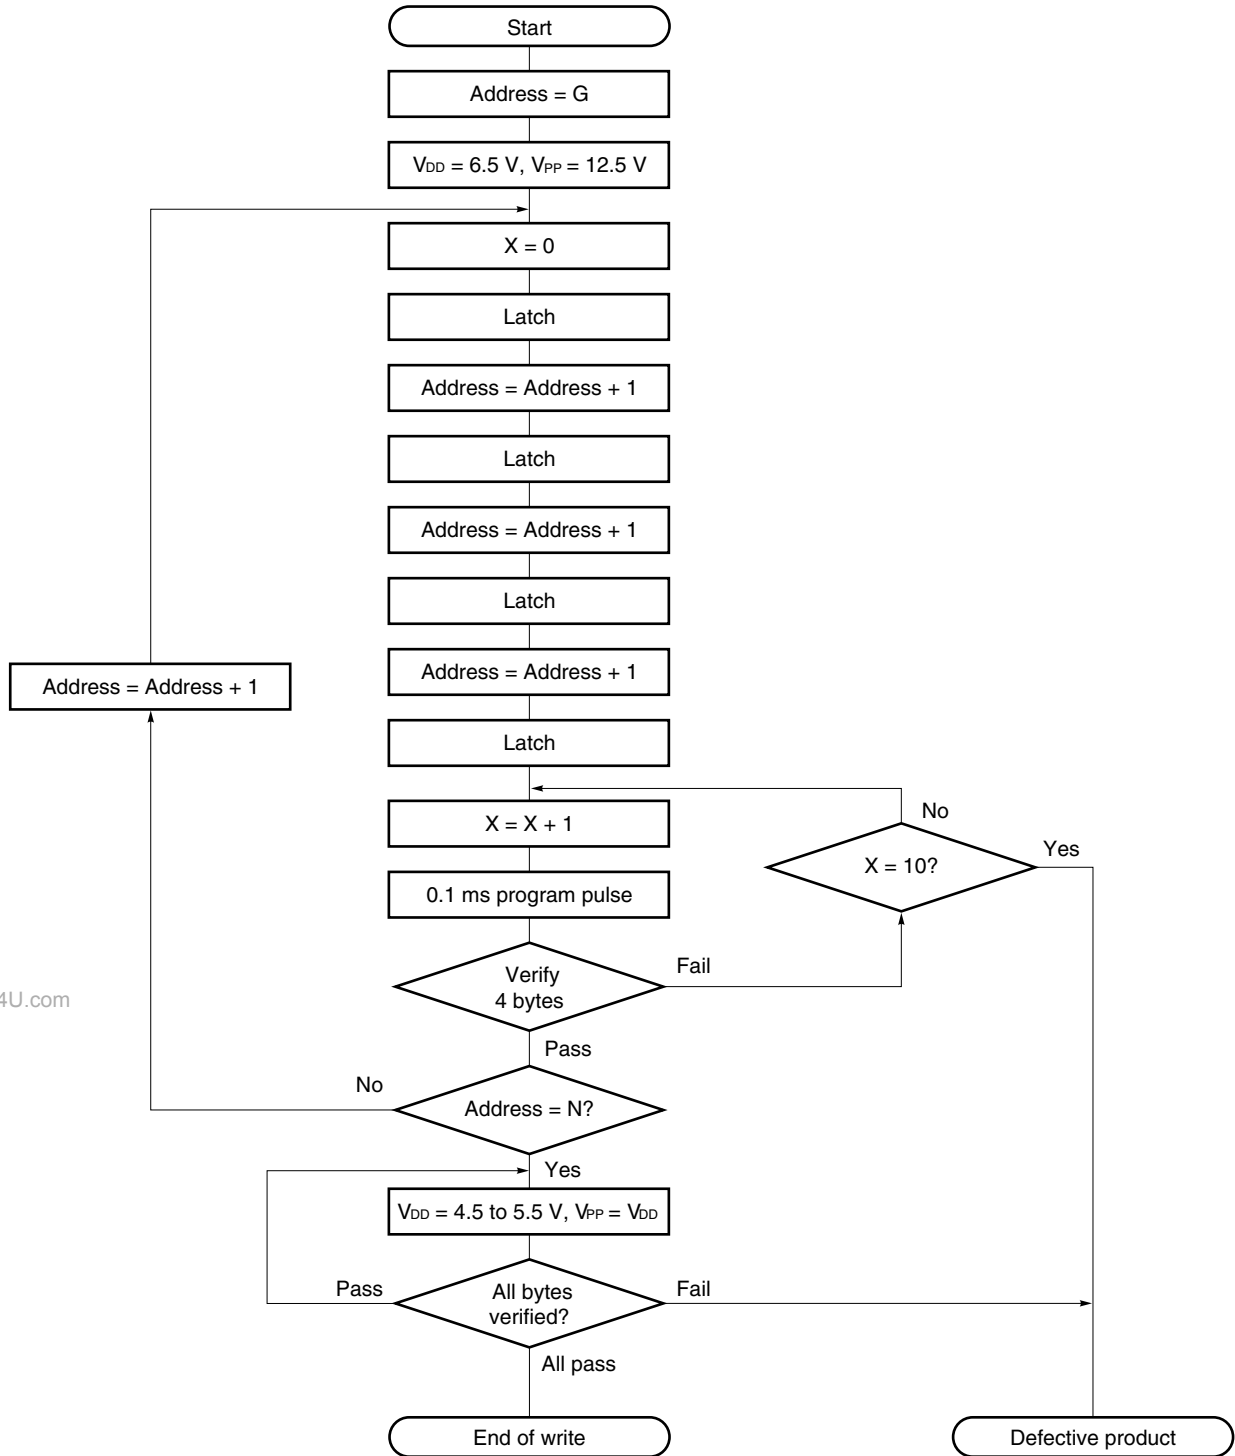 Start
Address = G
VDD = 6.5 V, VPP = 12.5 V
X = 0
Latch
Address = Address + 1
Latch
Address = Address + 1
Latch
Address = Address + 1
Address = Address + 1
Latch
No
X = X + 1
X = 10?
Yes
0.1 ms program pulse
Verify
4 bytes
Fail
4U.com
Pass
No
Address = N?
Yes
VDD = 4.5 to 5.5 V, VPP = VDD
Pass
All bytes
verified?
Fail
All pass
End of write
Defective product